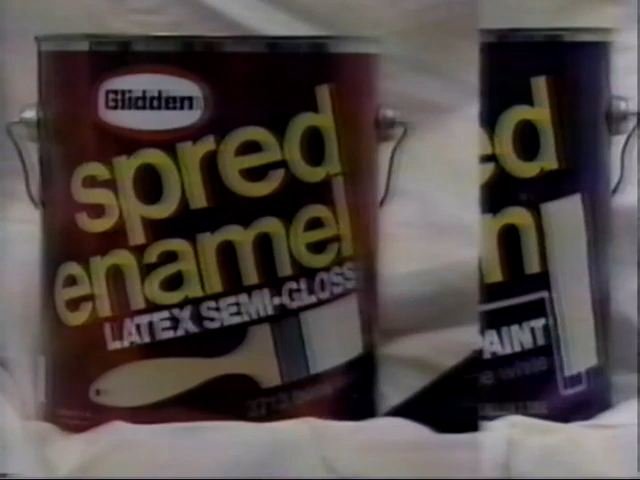 Glidden
spred
enamel
LATEX SEMI-GLOSS
ed
n
PAINT